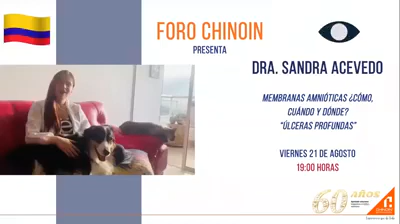 FORO CHINOIN
PRESENTA
DRA. SANDRA ACEVEDO
MEMBRANAS AMNIÓTICAS ¿CÓMO,
CUÁNDO Y DÓNDE?
"ÚLCERAS PROFUNDAS"
VIERNES 21 DE AGOSTO
19:00 HORAS
60 AÑOS